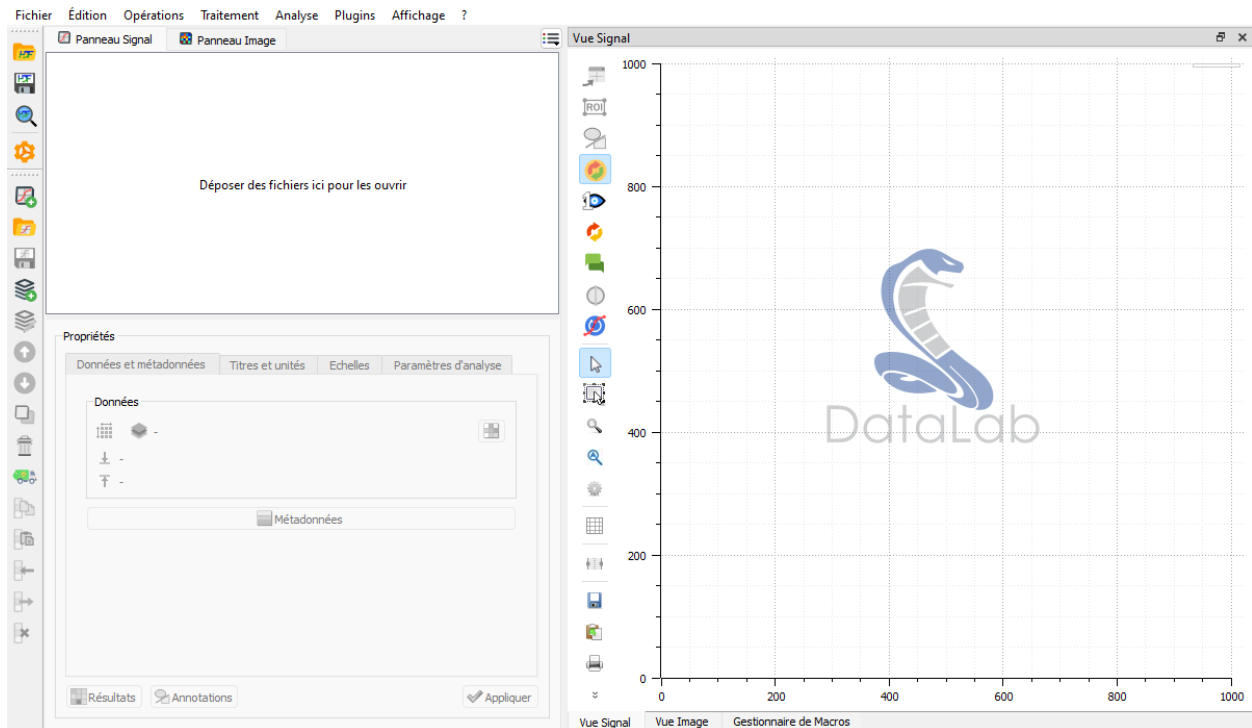 Fichier Édition Opérations Traitement Analyse Plugins Affichage ?
Panneau Signal Panneau Image
Déposer des fichiers ici pour les ouvrir
Propriétés
Données et métadonnées Titres et unités Echelles Paramètres d'analyse
Données
-
-
-
Métadonnées
Résultats Annotations Appliquer
Vue Signal
ROI
1000
800
600
400
200
0
DataLab
0 200 400 600 800 1000
Vue Signal Vue Image Gestionnaire de Macros